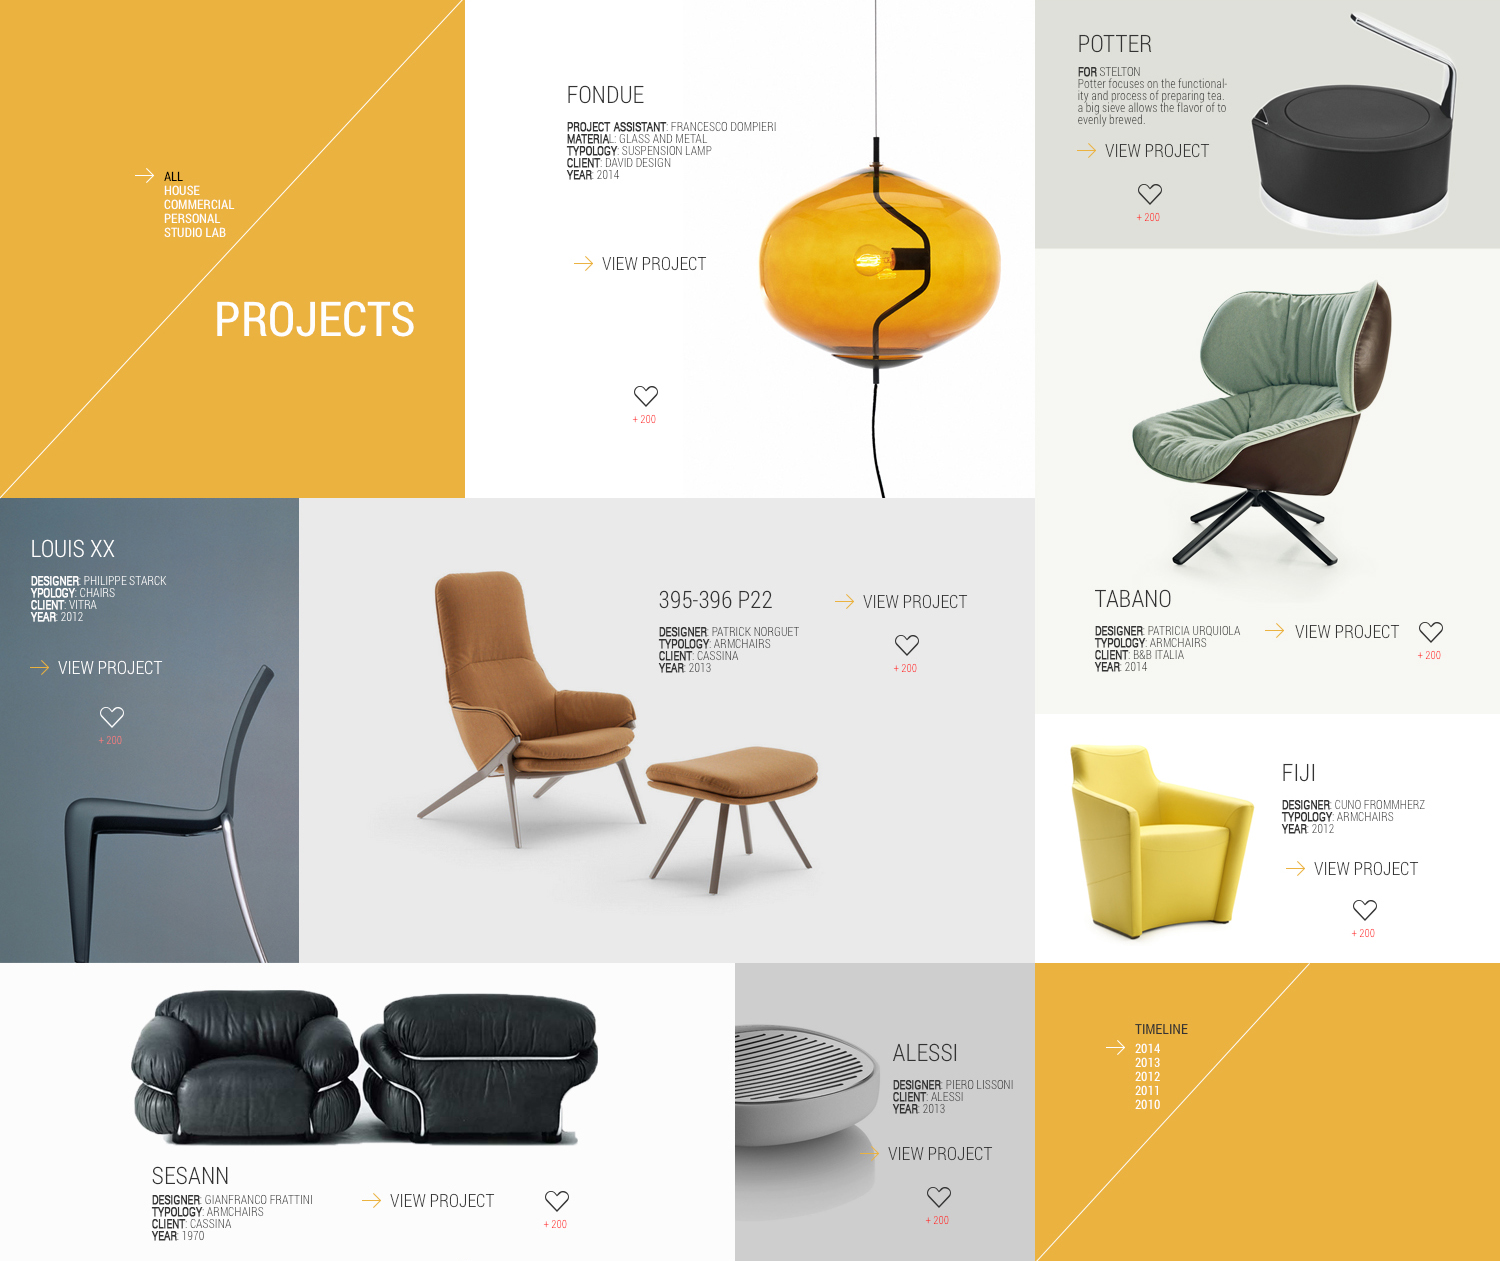 ALL
HOUSE
COMMERCIAL
PERSONAL
STUDIO LAB
PROJECTS
FONDUE
PROJECT ASSISTANT: FRANCESCO DOMPIERI
MATERIAL: GLASS AND METAL
TYPOLOGY: SUSPENSION LAMP
CLIENT: DAVID DESIGN
YEAR: 2014
VIEW PROJECT
+ 200
POTTER
FOR STELTON
Potter focuses on the functional-
ity and process of preparing tea.
a big sieve allows the flavor of to
evenly brewed.
VIEW PROJECT
+ 200
TABANO
DESIGNER: PATRICIA URQUIOLA
TYPOLOGY: ARMCHAIRS
CLIENT: B&B ITALIA
YEAR: 2014
VIEW PROJECT
+ 200
LOUIS XX
DESIGNER: PHILIPPE STARCK
YPOLOGY: CHAIRS
CLIENT: VITRA
YEAR: 2012
VIEW PROJECT
+ 200
395-396 P22
DESIGNER: PATRICK NORGUET
TYPOLOGY: ARMCHAIRS
CLIENT: CASSINA
YEAR: 2013
VIEW PROJECT
+ 200
FIJI
DESIGNER: CUNO FROMMHERZ
TYPOLOGY: ARMCHAIRS
YEAR: 2012
VIEW PROJECT
+ 200
SESANN
DESIGNER: GIANFRANCO FRATTINI
TYPOLOGY: ARMCHAIRS
CLIENT: CASSINA
YEAR: 1970
VIEW PROJECT
+ 200
ALESSI
DESIGNER: PIERO LISSONI
CLIENT: ALESSI
YEAR: 2013
VIEW PROJECT
+ 200
TIMELINE
2014
2013
2012
2011
2010